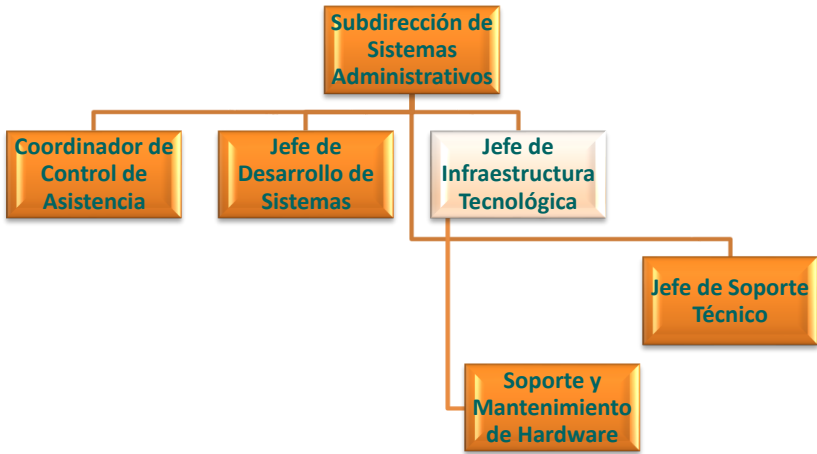 Subdirección de
Sistemas
Administrativos
Coordinador de
Control de
Asistencia
Jefe de
Desarrollo de
Sistemas
Jefe de
Infraestructura
Tecnológica
Jefe de Soporte
Técnico
Soporte y
Mantenimiento
de Hardware